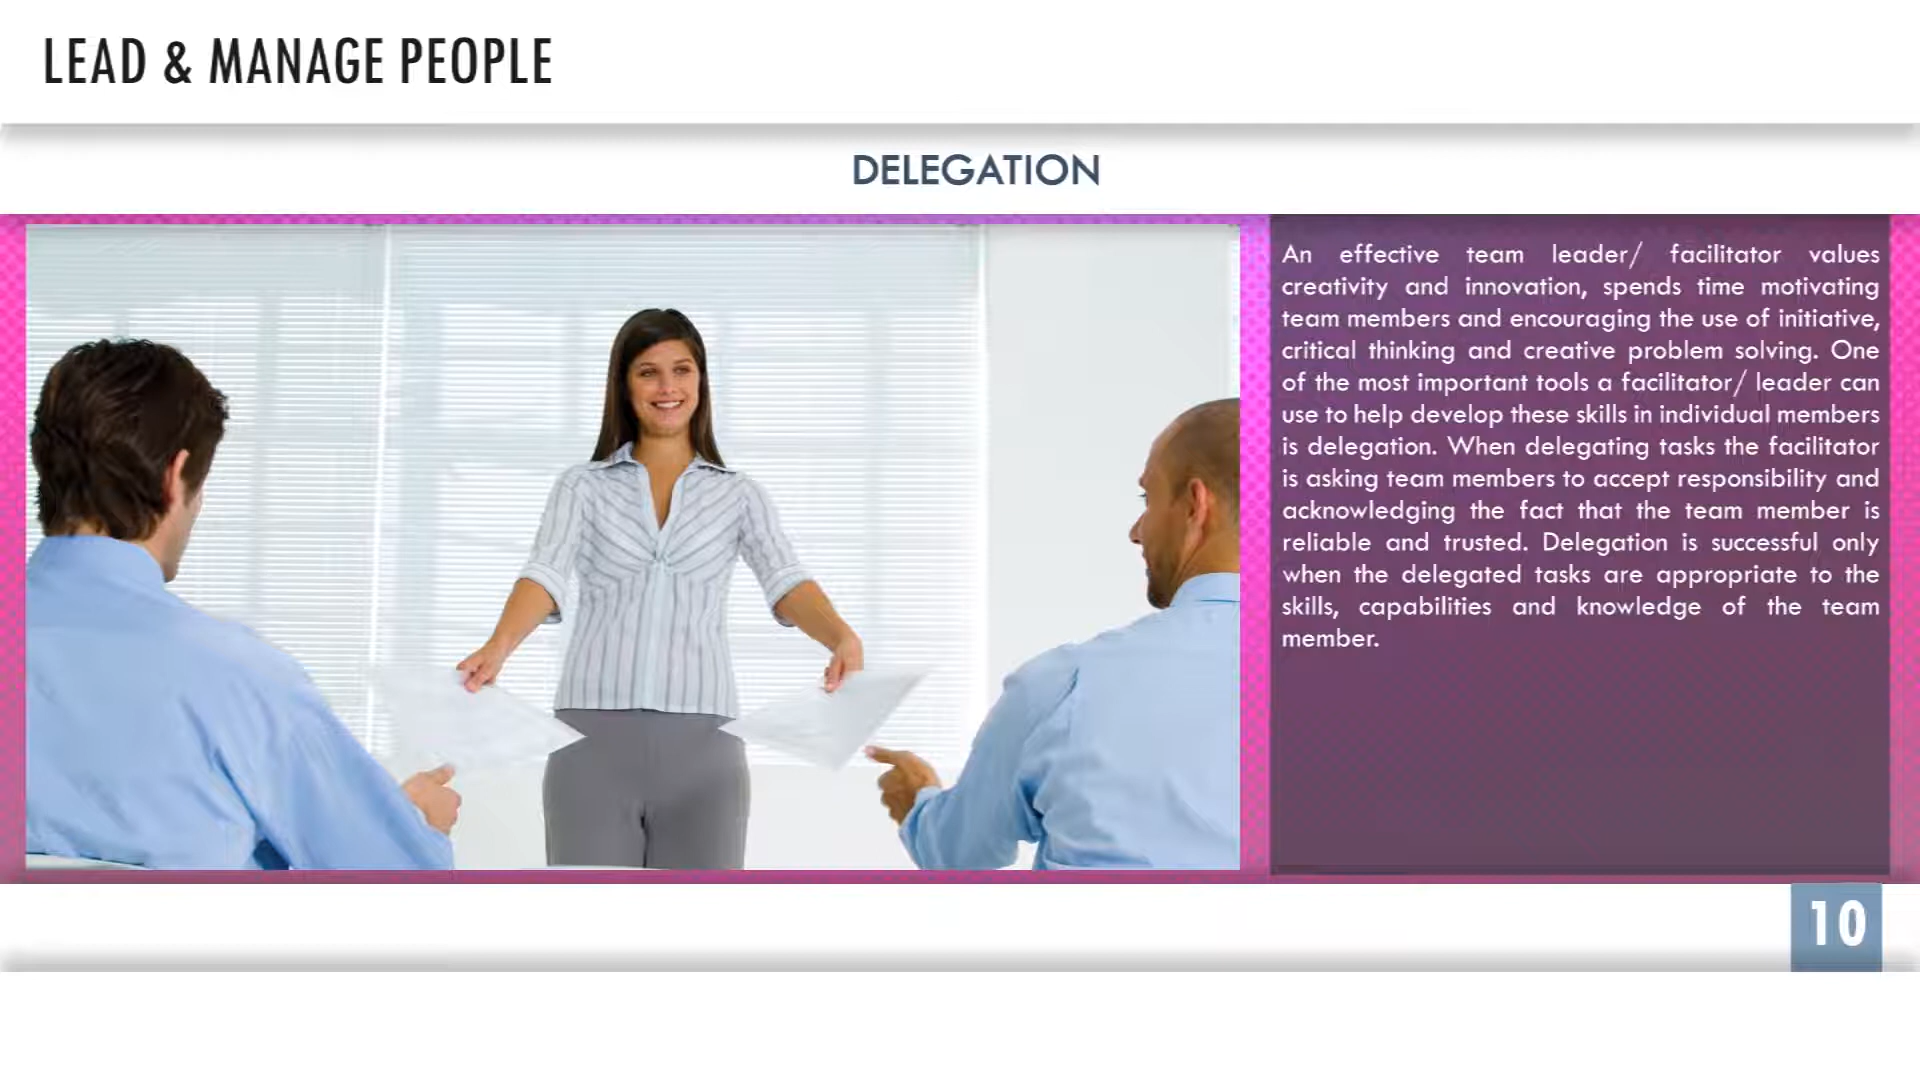 LEAD & MANAGE PEOPLE
DELEGATION
An effective team leader/ facilitator values
creativity and innovation, spends time motivating
team members and encouraging the use of initiative,
critical thinking and creative problem solving. One
of the most important tools a facilitator/ leader can
use to help develop these skills in individual members
is delegation. When delegating tasks the facilitator
is asking team members to accept responsibility and
acknowledging the fact that the team member is
reliable and trusted. Delegation is successful only
when the delegated tasks are appropriate to the
skills, capabilities and knowledge of the team
member.
10